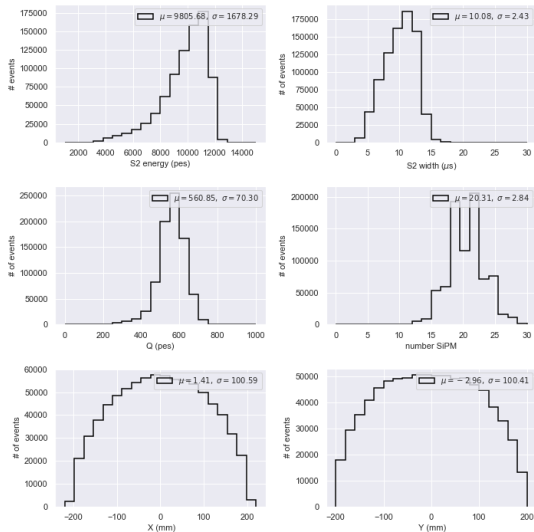 175000
150000
125000
100000
75000
50000
25000
0
# of events
μ=9805.68, σ=1678.29
2000 4000 6000 8000 10000 12000 14000
S2 energy (pes)
175000
150000
125000
100000
75000
50000
25000
0
# of events
μ=10.08, σ=2.43
0 5 10 15 20 25 30
S2 width (μs)
250000
200000
150000
100000
50000
0
# of events
μ=560.85, σ=70.30
0 200 400 600 800 1000
Q (pes)
200000
150000
100000
50000
0
# of events
μ=20.31, σ=2.84
0 5 10 15 20 25 30
number SiPM
60000
50000
40000
30000
20000
10000
0
# of events
μ=1.41, σ=100.59
−200 −100 0 100 200
X (mm)
50000
40000
30000
20000
10000
0
# of events
μ=−2.96, σ=100.41
−200 −100 0 100 200
Y (mm)